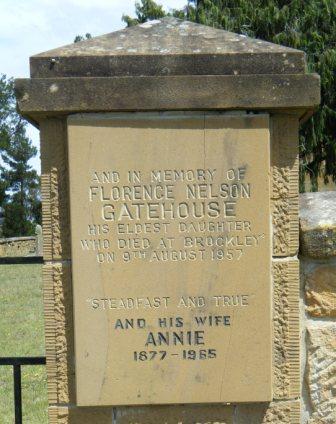 AND IN MEMORY OF
FLORENCE NELSON
GATEHOUSE
HIS ELDEST DAUGHTER
WHO DIED AT BROCKLEY"
ON 9TH AUGUST 1957
"STEADFAST AND TRUE"
AND HIS WIFE
ANNIE
1877-1965